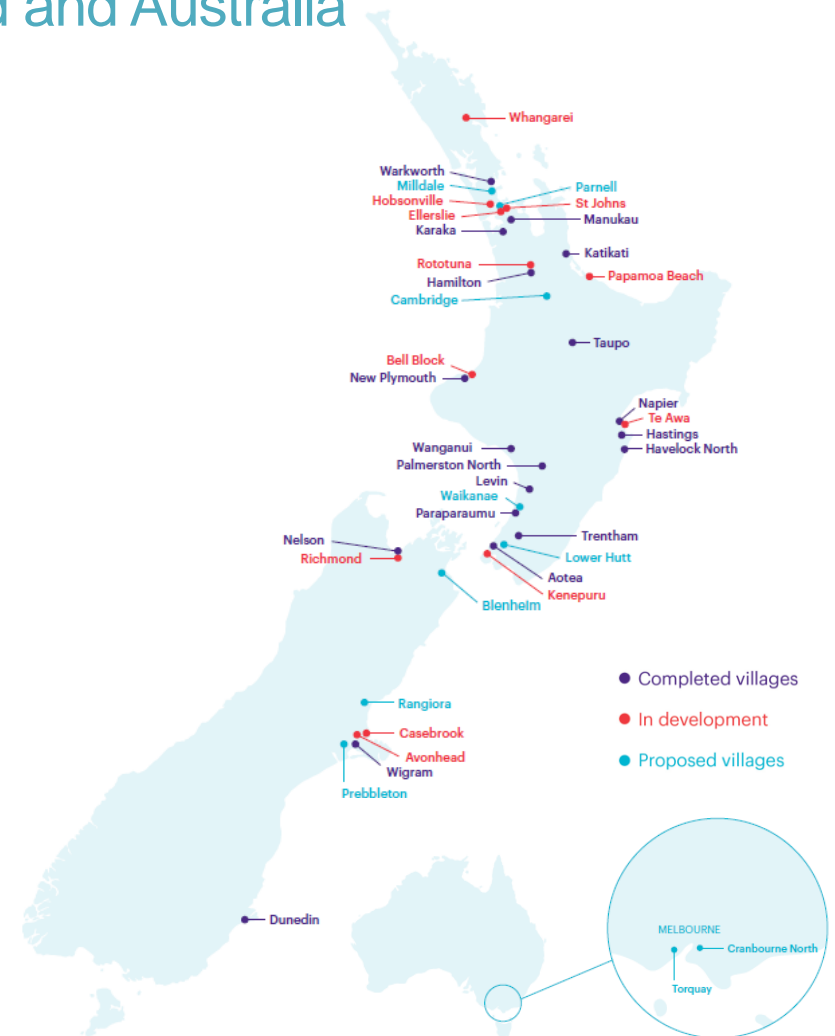 d and Australia
Whangarei
Warkworth
Milldale
Parnell
Hobsonville
St Johns
Ellerslie
Manukau
Karaka
Katikati
Rototuna
Papamoa Beach
Hamilton
Cambridge
Taupo
Bell Block
New Plymouth
Napier
Te Awa
Hastings
Wanganui
Havelock North
Palmerston North
Levin
Waikanae
Paraparaumu
Trentham
Nelson
Lower Hutt
Richmond
Aotea
Kenepuru
Blenheim
Completed villages
Rangiora
In development
Casebrook
Avonhead
Proposed villages
Wigram
Prebbleton
Dunedin
MELBOURNE
Cranbourne North
Torquay